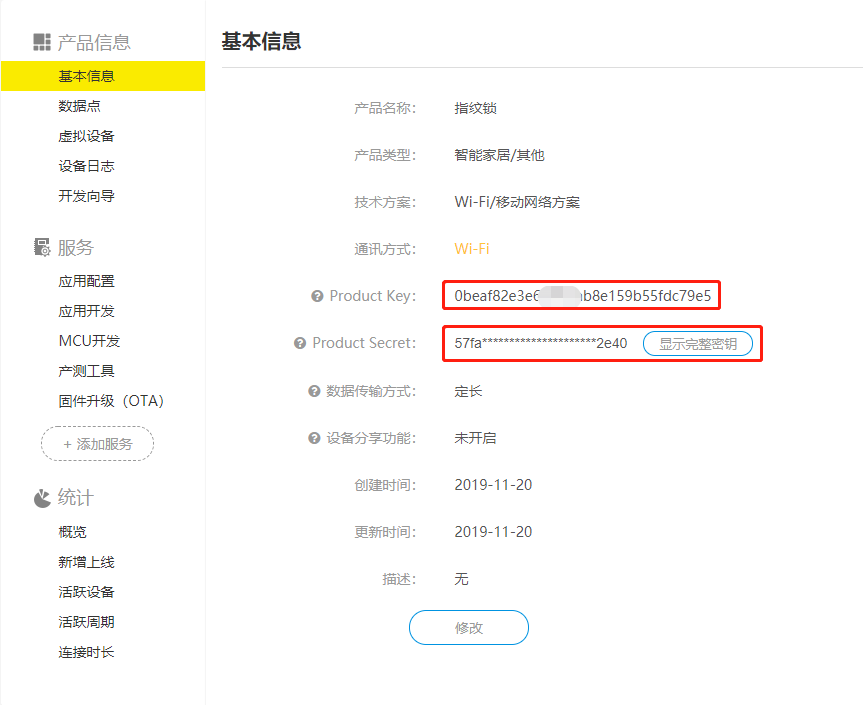 产品信息
基本信息
数据点
虚拟设备
设备日志
开发向导
服务
应用配置
应用开发
MCU开发
产测工具
固件升级（OTA）
+ 添加服务
统计
概览
新增上线
活跃设备
活跃周期
连接时长
基本信息
产品名称： 指纹锁
产品类型： 智能家居/其他
技术方案： Wi-Fi/移动网络方案
通讯方式： Wi-Fi
Product Key: 0beaf82e3e6 b8e159b55fdc79e5
Product Secret: 57fa**********************2e40 显示完整密钥
数据传输方式： 定长
设备分享功能： 未开启
创建时间： 2019-11-20
更新时间： 2019-11-20
描述： 无
修改